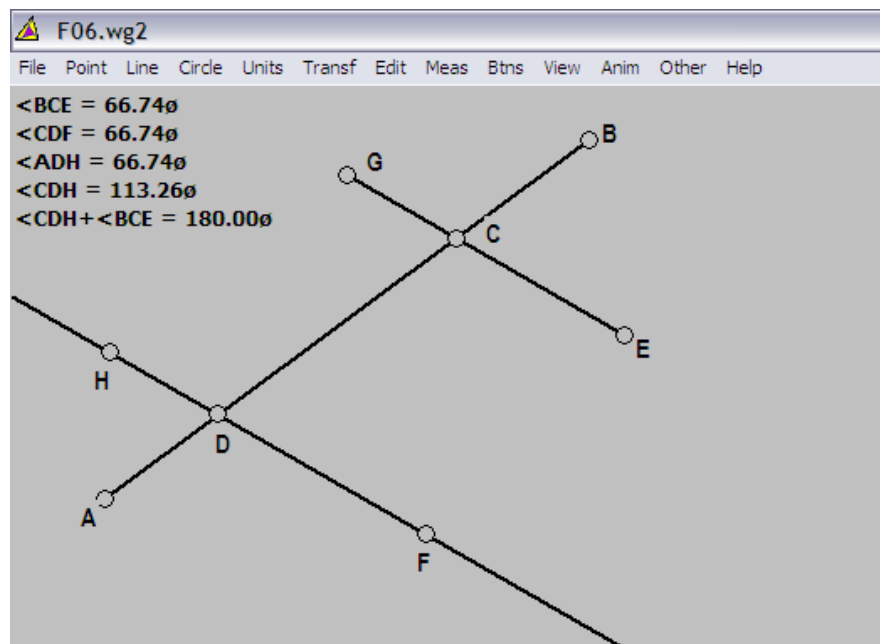 F06.wg2
File Point Line Circle Units Transf Edit Meas Btns View Anim Other Help
<BCE = 66.74ø
<CDF = 66.74ø
<ADH = 66.74ø
<CDH = 113.26ø
<CDH+<BCE = 180.00ø
B
G
C
E
H
D
A
F